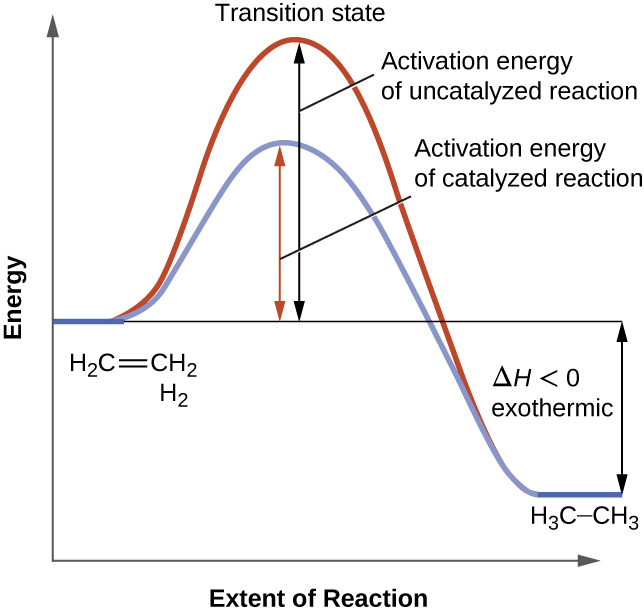 Transition state
Activation energy
of uncatalyzed reaction
Activation energy
of catalyzed reaction
Energy
H₂C=CH₂
H₂
ΔH < 0
exothermic
H₃C–CH₃
Extent of Reaction